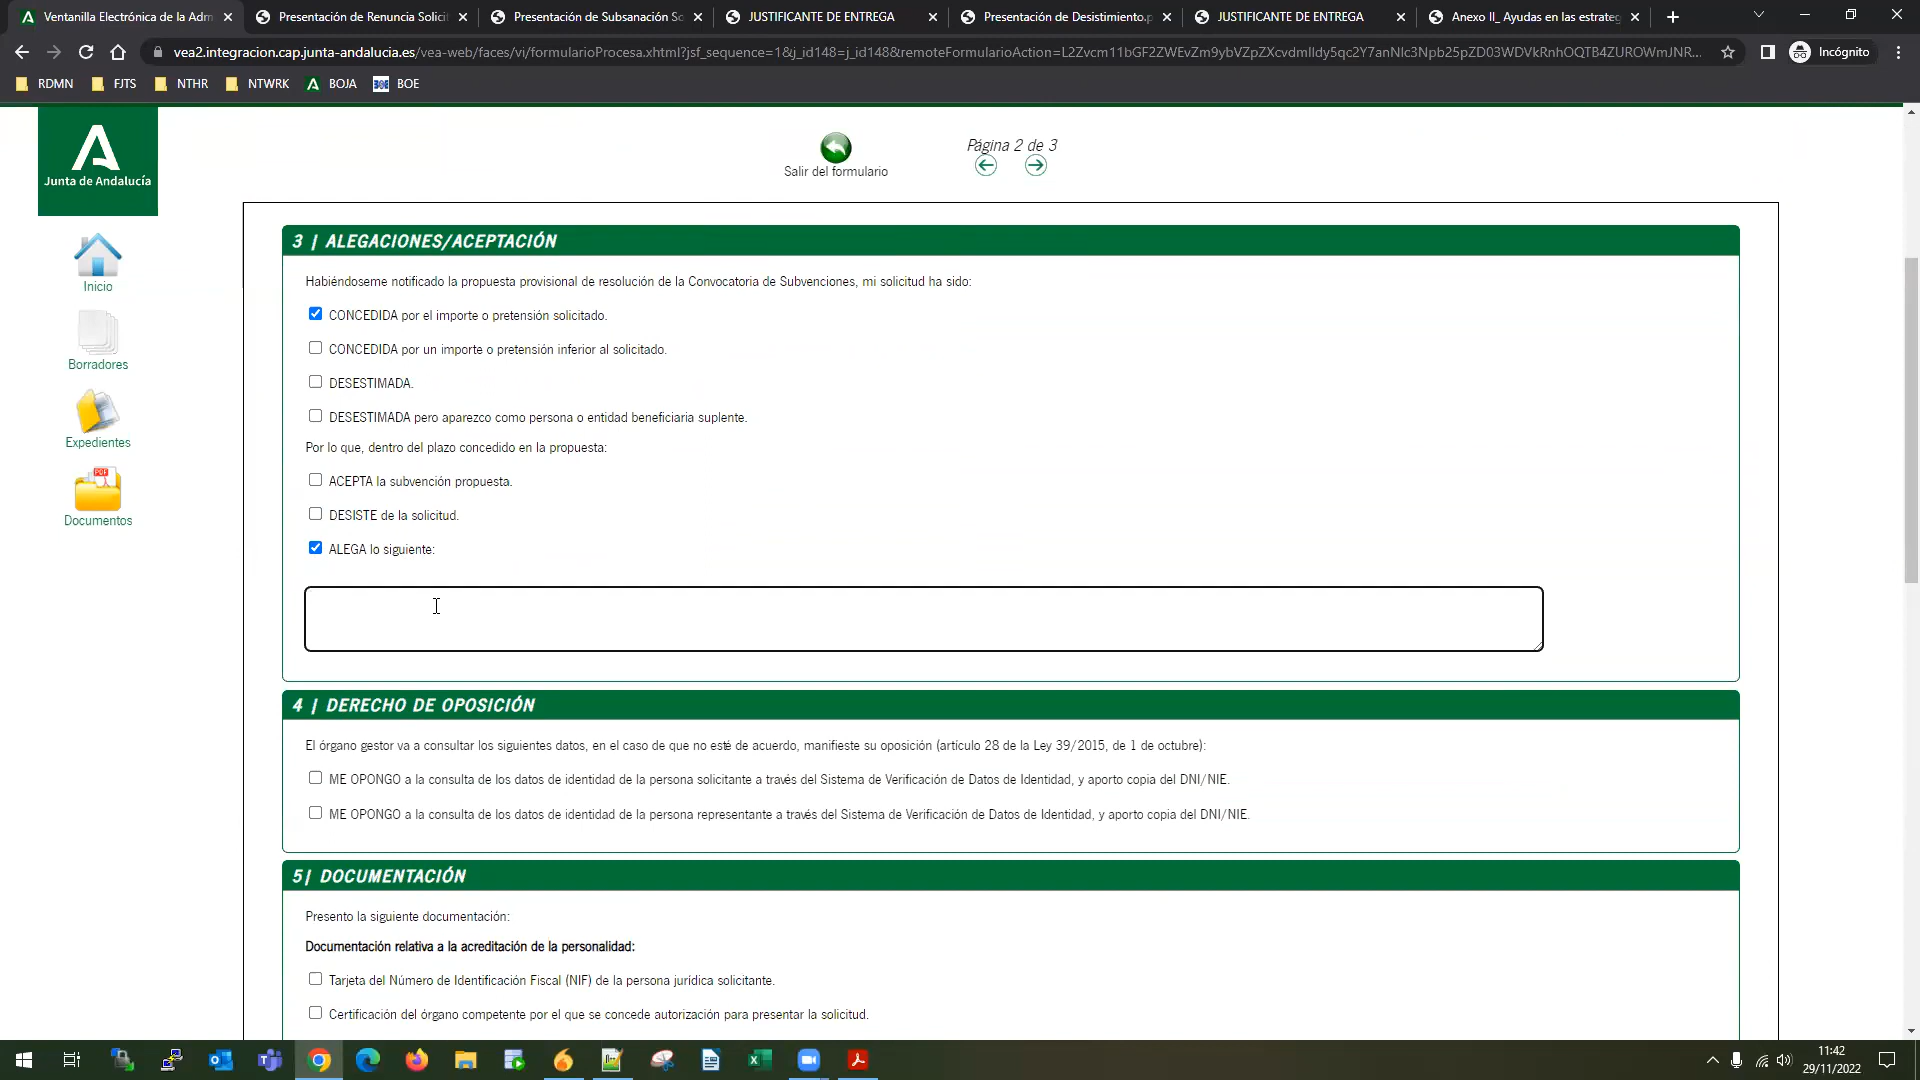 Ventanilla Electrónica de la Adm
Presentación de Renuncia Solicit
Presentación de Subsanación So
JUSTIFICANTE DE ENTREGA
Presentación de Desistimiento.p
JUSTIFICANTE DE ENTREGA
Anexo II_ Ayudas en las estrateg
vea2.integracion.cap.junta-andalucia.es/vea-web/faces/vi/formularioProcesa.xhtml?jsf_sequence=1&j_id148=j_id148&remoteFormularioAction=L2Zvcm11bGF2ZWEvZm9ybVZpZXcvdmlldy5qc2Y7anNlc3Npb25pZD03WDVkRnhOQTB4ZUROWmJNR...
Incógnito
RDMN FJTS NTHR NTWRK BOJA BOE
Junta de Andalucía
Salir del formulario
Página 2 de 3
Inicio
Borradores
Expedientes
PDF
Documentos
3 | ALEGACIONES/ACEPTACIÓN
Habiéndoseme notificado la propuesta provisional de resolución de la Convocatoria de Subvenciones, mi solicitud ha sido:
CONCEDIDA por el importe o pretensión solicitado.
CONCEDIDA por un importe o pretensión inferior al solicitado.
DESESTIMADA.
DESESTIMADA pero aparezco como persona o entidad beneficiaria suplente.
Por lo que, dentro del plazo concedido en la propuesta:
ACEPTA la subvención propuesta.
DESISTE de la solicitud.
ALEGA lo siguiente:
4 | DERECHO DE OPOSICIÓN
El órgano gestor va a consultar los siguientes datos, en el caso de que no esté de acuerdo, manifieste su oposición (artículo 28 de la Ley 39/2015, de 1 de octubre):
ME OPONGO a la consulta de los datos de identidad de la persona solicitante a través del Sistema de Verificación de Datos de Identidad, y aporto copia del DNI/NIE.
ME OPONGO a la consulta de los datos de identidad de la persona representante a través del Sistema de Verificación de Datos de Identidad, y aporto copia del DNI/NIE.
5| DOCUMENTACIÓN
Presento la siguiente documentación:
Documentación relativa a la acreditación de la personalidad:
Tarjeta del Número de Identificación Fiscal (NIF) de la persona jurídica solicitante.
Certificación del órgano competente por el que se concede autorización para presentar la solicitud.
11:42
29/11/2022